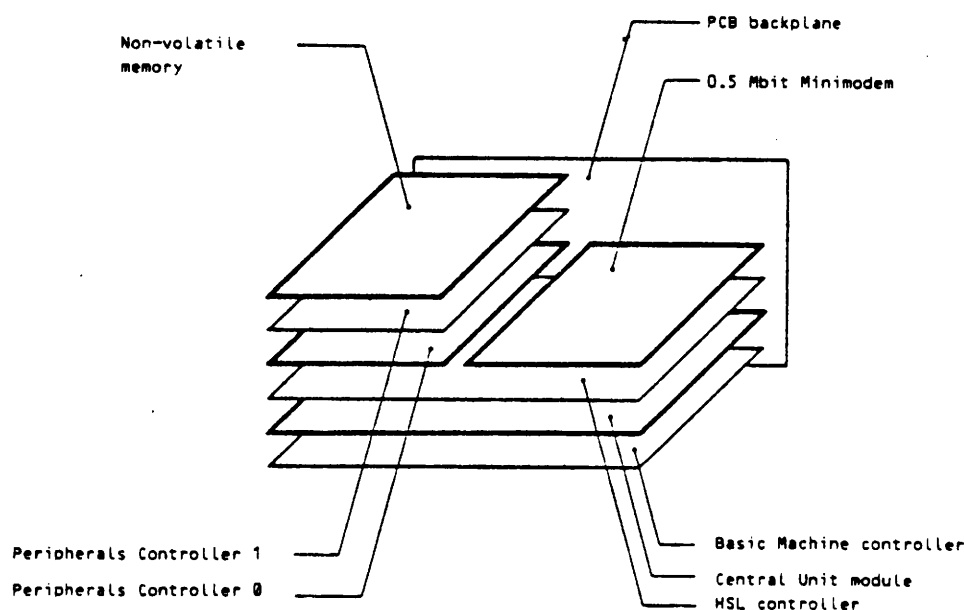 Non-volatile
memory
PCB backplane
0.5 Mbit Minimodem
Peripherals Controller 1
Peripherals Controller 0
Basic Machine controller
Central Unit module
HSL controller